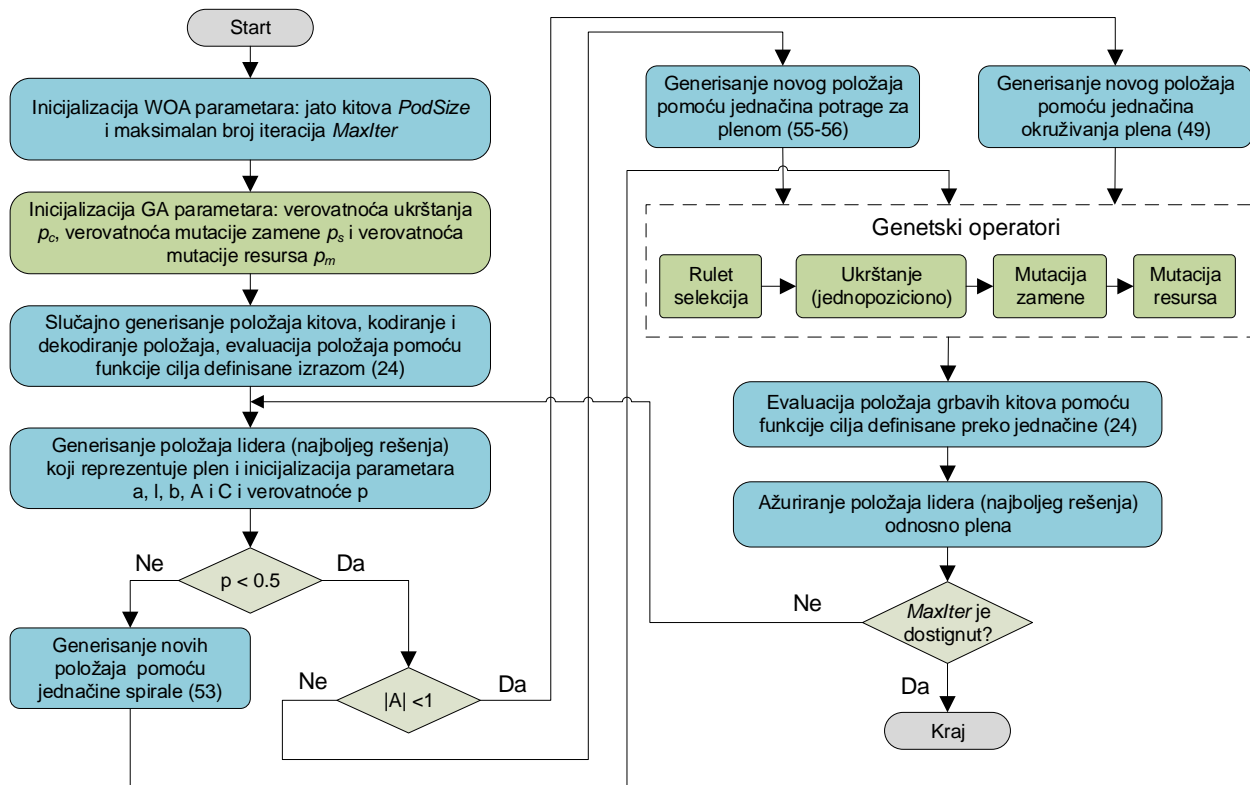 Start
Inicijalizacija WOA parametara: jato kitova PodSize
i maksimalan broj iteracija MaxIter
Inicijalizacija GA parametara: verovatnoća ukrštanja
pc, verovatnoća mutacije zamene ps i verovatnoća
mutacije resursa pm
Slučajno generisanje položaja kitova, kodiranje i
dekodiranje položaja, evaluacija položaja pomoću
funkcije cilja definisane izrazom (24)
Generisanje položaja lidera (najboljeg rešenja)
koji reprezentuje plen i inicijalizacija parametara
a, l, b, A i C i verovatnoće p
Ne
Da
p < 0.5
Generisanje novih
položaja pomoću
jednačine spirale (53)
Ne
Da
|A| <1
Generisanje novog položaja
pomoću jednačina potrage za
plenom (55-56)
Generisanje novog položaja
pomoću jednačina
okruživanja plena (49)
Genetski operatori
Rulet
selekcija
Ukrštanje
(jednopoziciono)
Mutacija
zamene
Mutacija
resursa
Evaluacija položaja grbavih kitova pomoću
funkcije cilja definisane preko jednačine (24)
Ažuriranje položaja lidera (najboljeg rešenja)
odnosno plena
Ne
MaxIter je
dostignut?
Da
Kraj